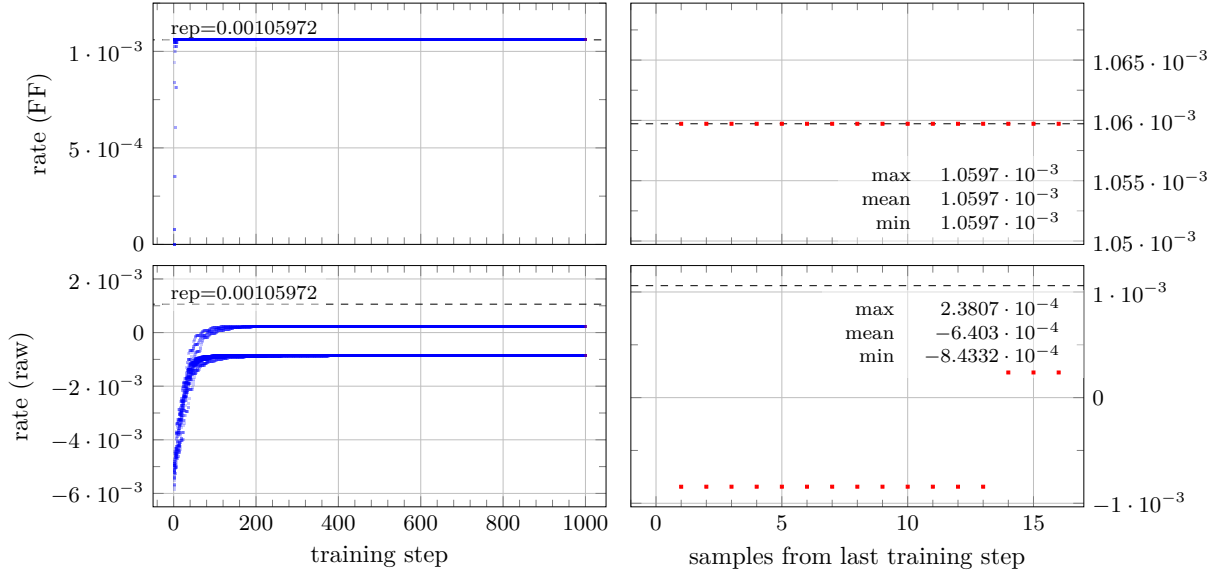 rep=0.00105972
1 · 10⁻³
5 · 10⁻⁴
0
rate (FF)
1.065 · 10⁻³
1.06 · 10⁻³
1.055 · 10⁻³
1.05 · 10⁻³
max 1.0597 · 10⁻³
mean 1.0597 · 10⁻³
min 1.0597 · 10⁻³
rep=0.00105972
2 · 10⁻³
0
−2 · 10⁻³
−4 · 10⁻³
−6 · 10⁻³
rate (raw)
0 200 400 600 800 1000
training step
max 2.3807 · 10⁻⁴
mean −6.403 · 10⁻⁴
min −8.4332 · 10⁻⁴
1 · 10⁻³
0
−1 · 10⁻³
0 5 10 15
samples from last training step